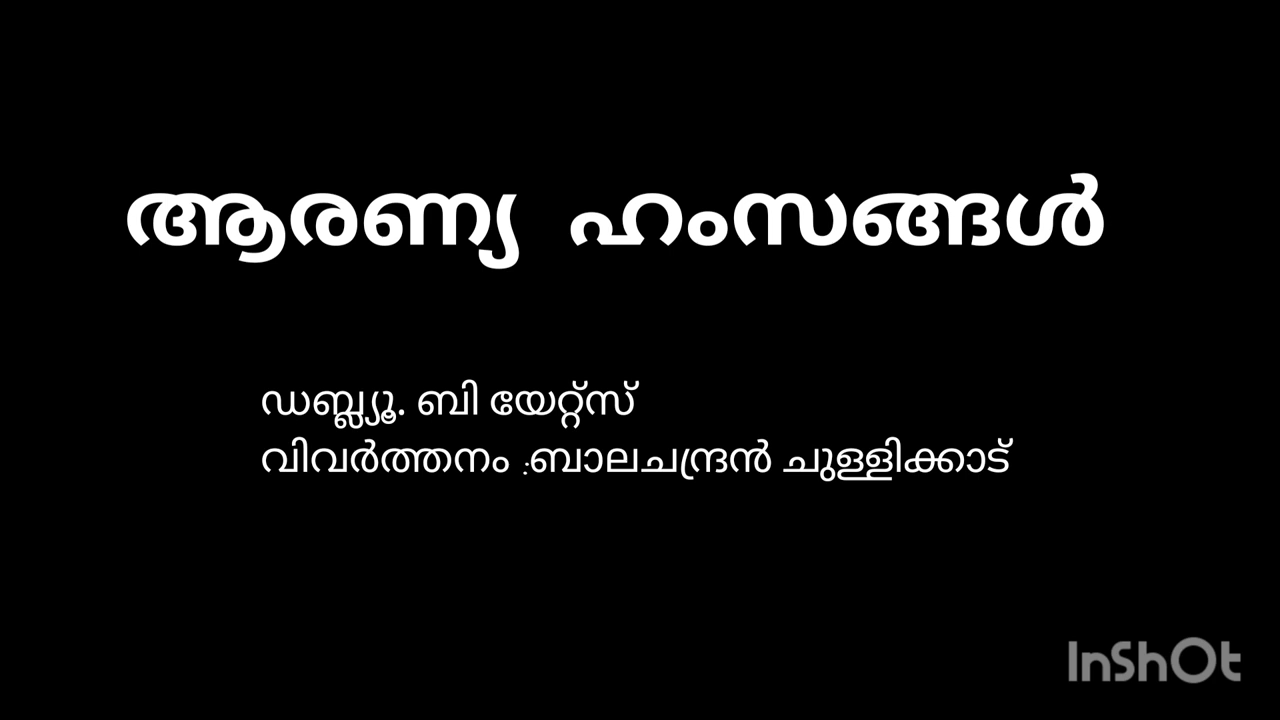 ആരണ്യ ഹംസങ്ങൾ
ഡബ്ല്യൂ. ബി യേറ്റ്സ്
വിവർത്തനം :ബാലചന്ദ്രൻ ചുള്ളിക്കാട്
InShOt